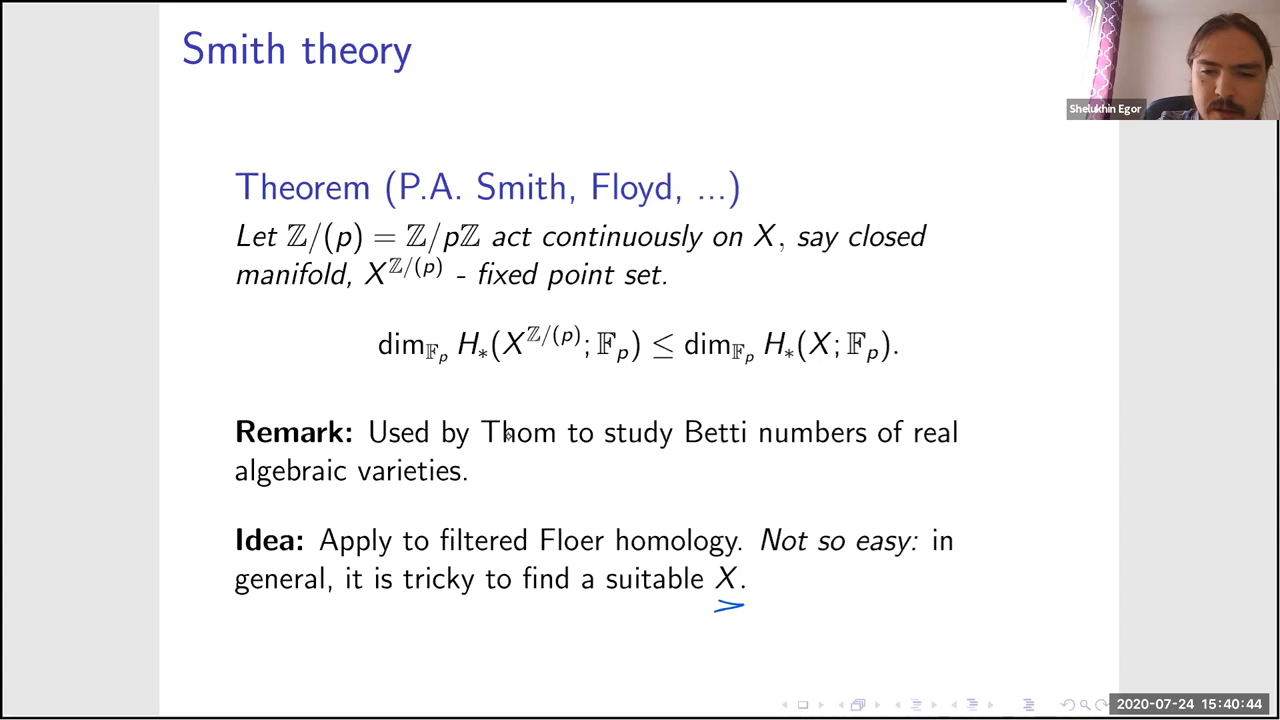 Smith theory
Shelukhin Egor
Theorem (P.A. Smith, Floyd, ...)
Let ℤ/(p) = ℤ/pℤ act continuously on X, say closed
manifold, X^{ℤ/(p)} - fixed point set.
dim_{𝔽_p} H_*(X^{ℤ/(p)}; 𝔽_p) ≤ dim_{𝔽_p} H_*(X; 𝔽_p).
Remark: Used by Thom to study Betti numbers of real
algebraic varieties.
Idea: Apply to filtered Floer homology. Not so easy: in
general, it is tricky to find a suitable X.
2020-07-24 15:40:44